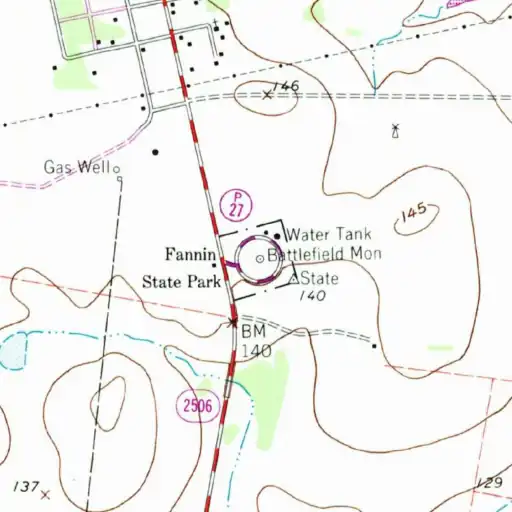 146
Gas Well
P
27
145
Water Tank
Fannin
Battlefield Mon
State Park
State
140
BM
140
2506
137
129